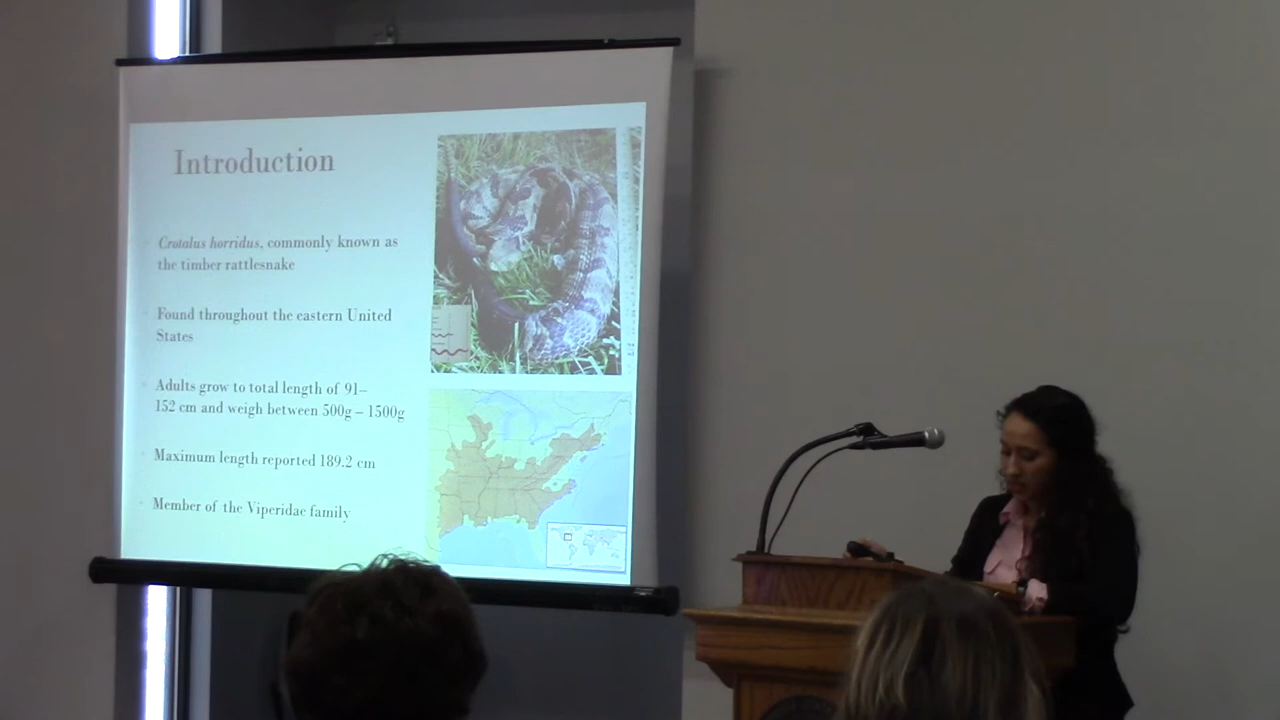 Introduction
Crotalus horridus, commonly known as
the timber rattlesnake
Found throughout the eastern United
States
Adults grow to total length of 91–
152 cm and weigh between 500g – 1500g
Maximum length reported 189.2 cm
Member of the Viperidae family